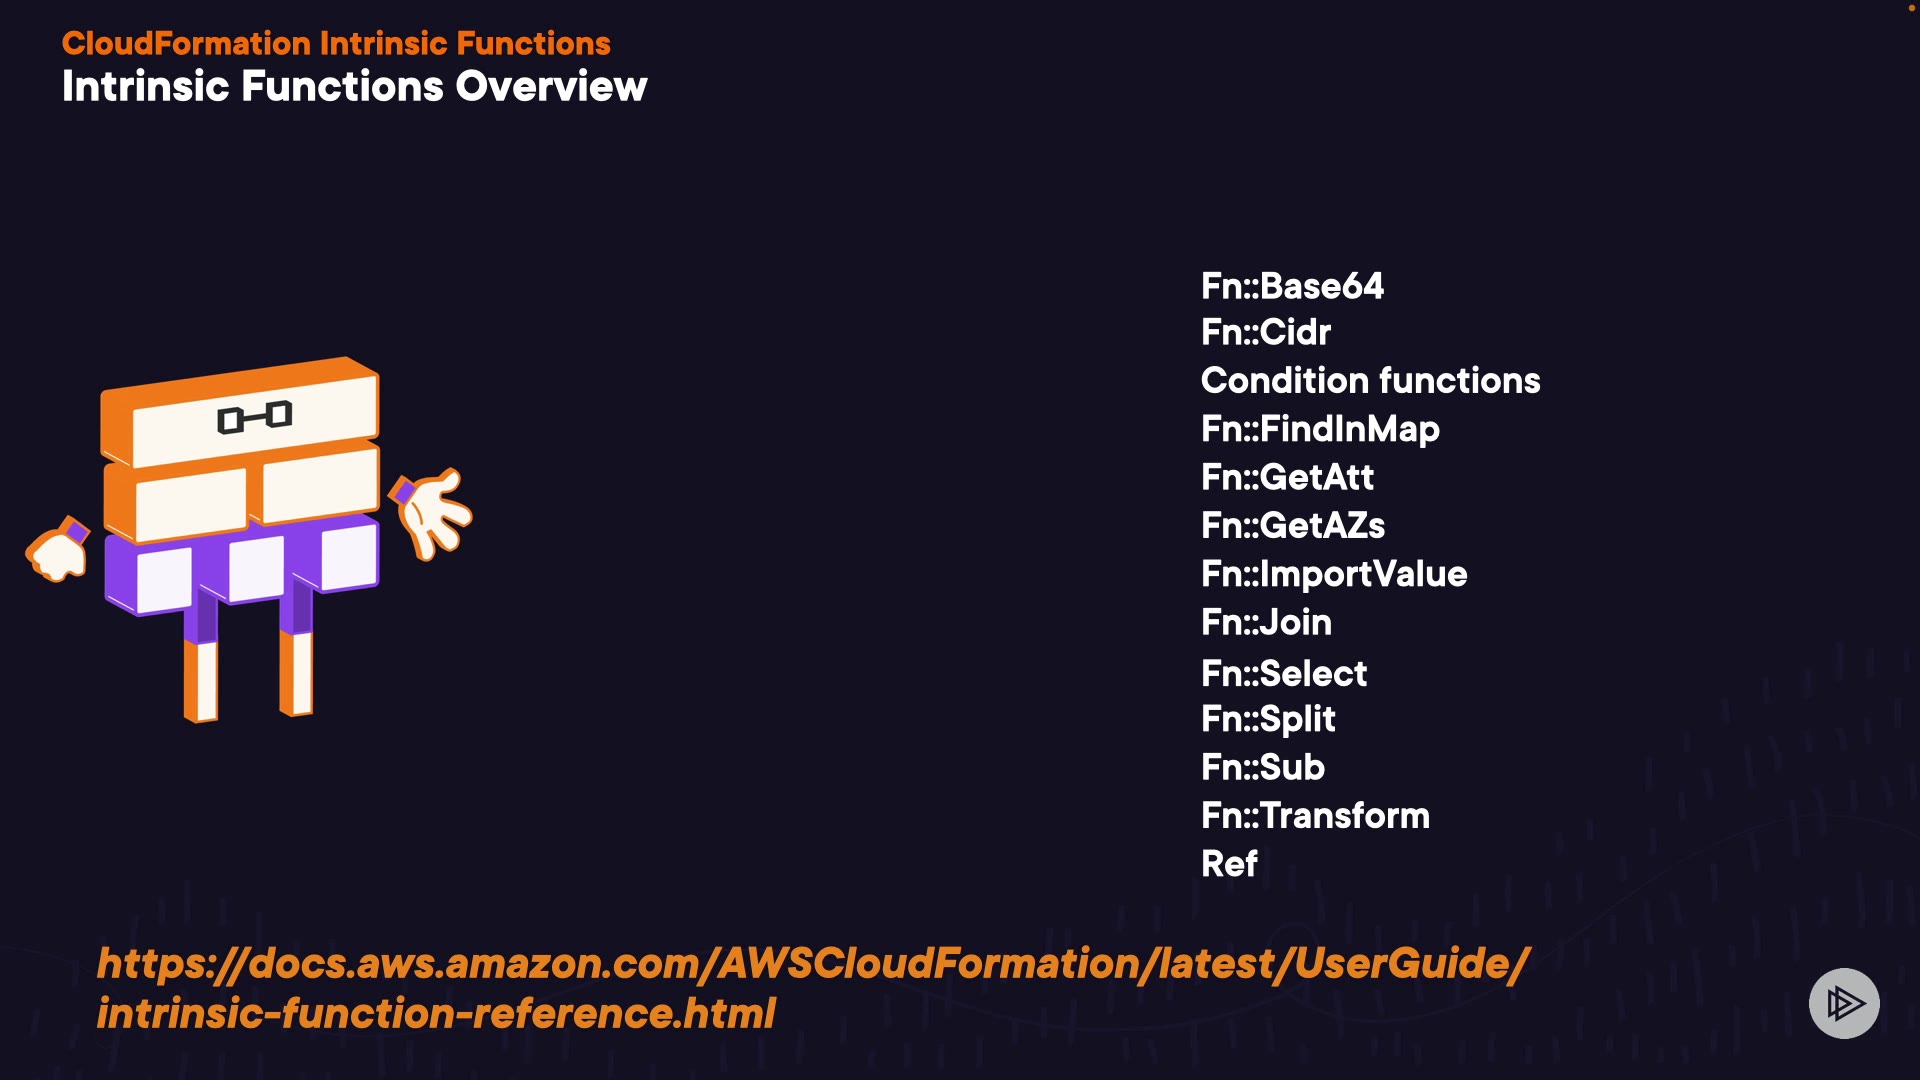 CloudFormation Intrinsic Functions
Intrinsic Functions Overview
Fn::Base64
Fn::Cidr
Condition functions
Fn::FindInMap
Fn::GetAtt
Fn::GetAZs
Fn::ImportValue
Fn::Join
Fn::Select
Fn::Split
Fn::Sub
Fn::Transform
Ref
https://docs.aws.amazon.com/AWSCloudFormation/latest/UserGuide/
intrinsic-function-reference.html